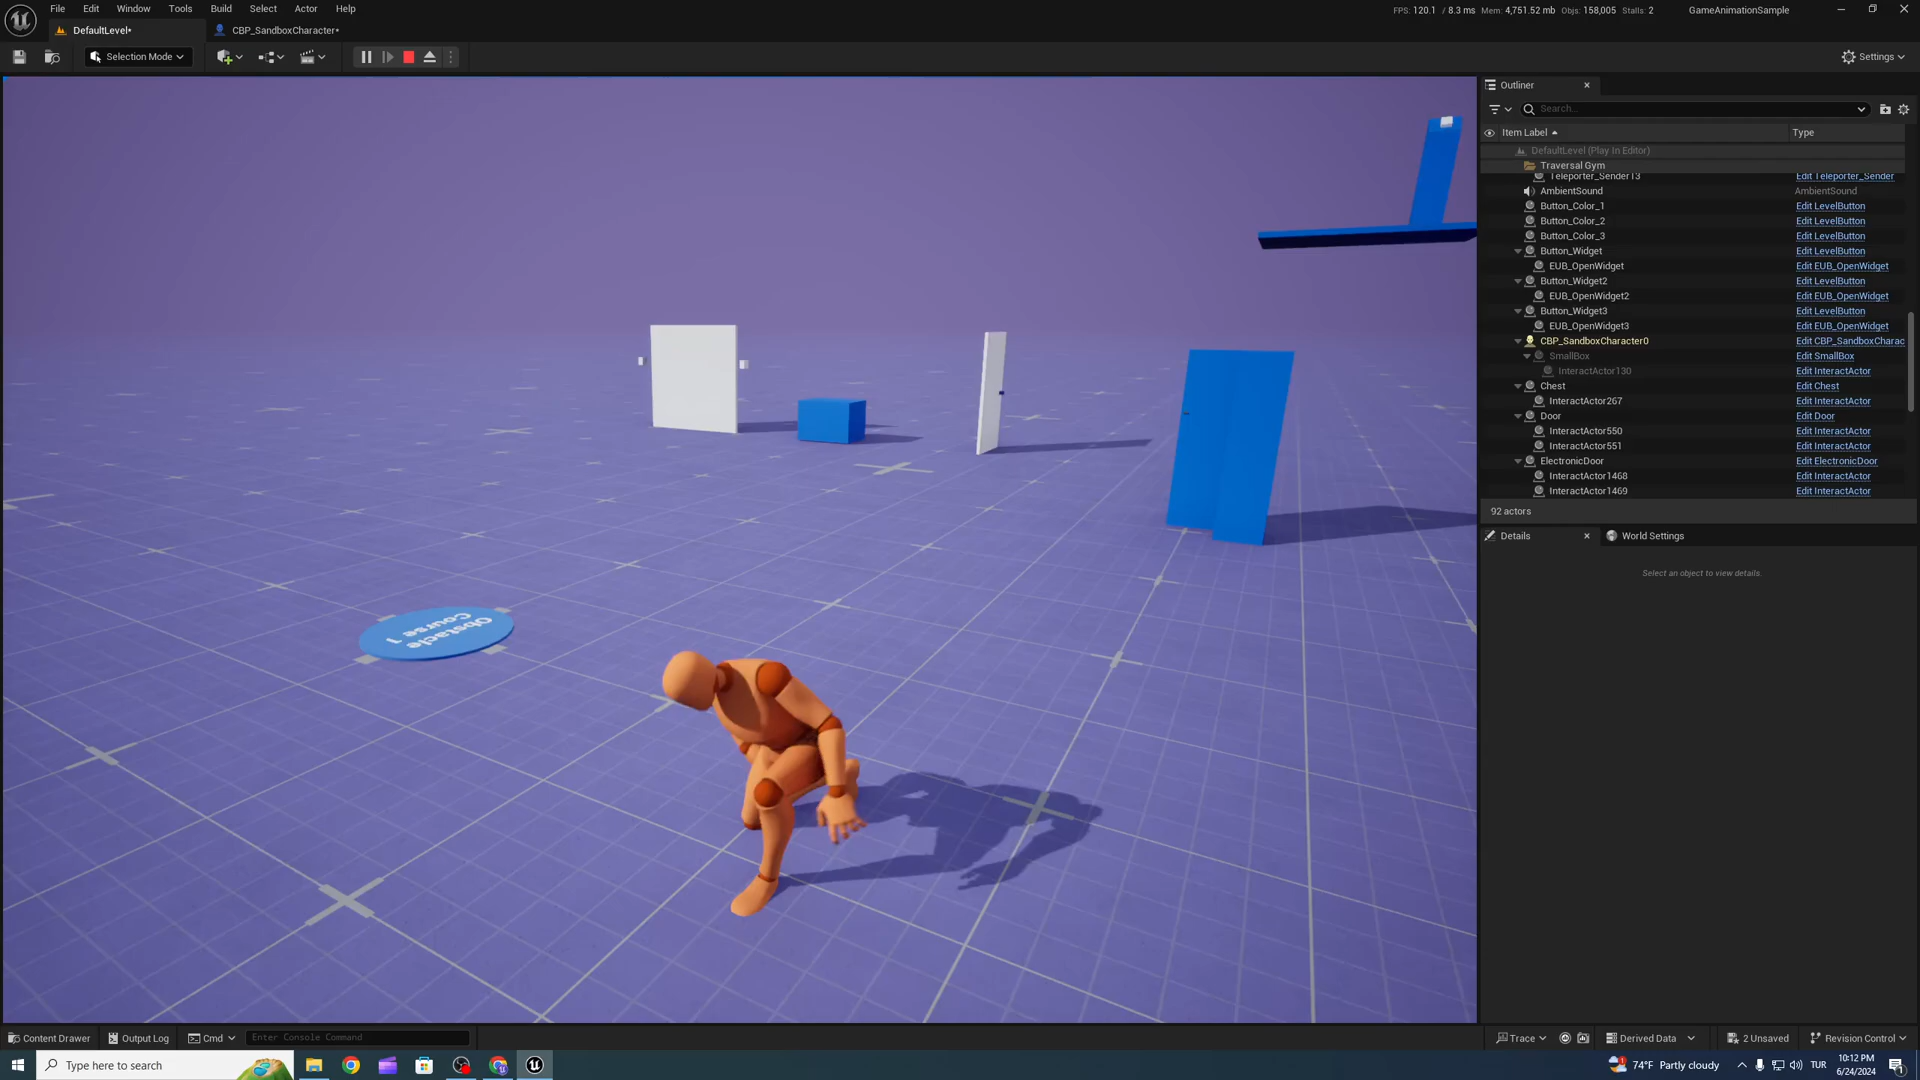 File Edit Window Tools Build Select Actor Help
FPS: 120.1 / 8.3 ms Mem: 4,751.52 mb Objs: 158,005 Stalls: 2
GameAnimationSample
DefaultLevel*
CBP_SandboxCharacter*
Selection Mode
Settings
Outliner
Search...
Item Label
Type
DefaultLevel (Play In Editor)
Traversal Gym
Teleporter_Sender13 Edit Teleporter_Sender
AmbientSound AmbientSound
Button_Color_1 Edit LevelButton
Button_Color_2 Edit LevelButton
Button_Color_3 Edit LevelButton
Button_Widget Edit LevelButton
EUB_OpenWidget Edit EUB_OpenWidget
Button_Widget2 Edit LevelButton
EUB_OpenWidget2 Edit EUB_OpenWidget
Button_Widget3 Edit LevelButton
EUB_OpenWidget3 Edit EUB_OpenWidget
CBP_SandboxCharacter0 Edit CBP_SandboxCharac
SmallBox Edit SmallBox
InteractActor130 Edit InteractActor
Chest Edit Chest
InteractActor267 Edit InteractActor
Door Edit Door
InteractActor550 Edit InteractActor
InteractActor551 Edit InteractActor
ElectronicDoor Edit ElectronicDoor
InteractActor1468 Edit InteractActor
InteractActor1469 Edit InteractActor
92 actors
Details
World Settings
Select an object to view details.
Obstacle
Course 1
Content Drawer
Output Log
Cmd
Enter Console Command
Trace
Derived Data
2 Unsaved
Revision Control
Type here to search
74°F Partly cloudy
TUR
10:12 PM
6/24/2024